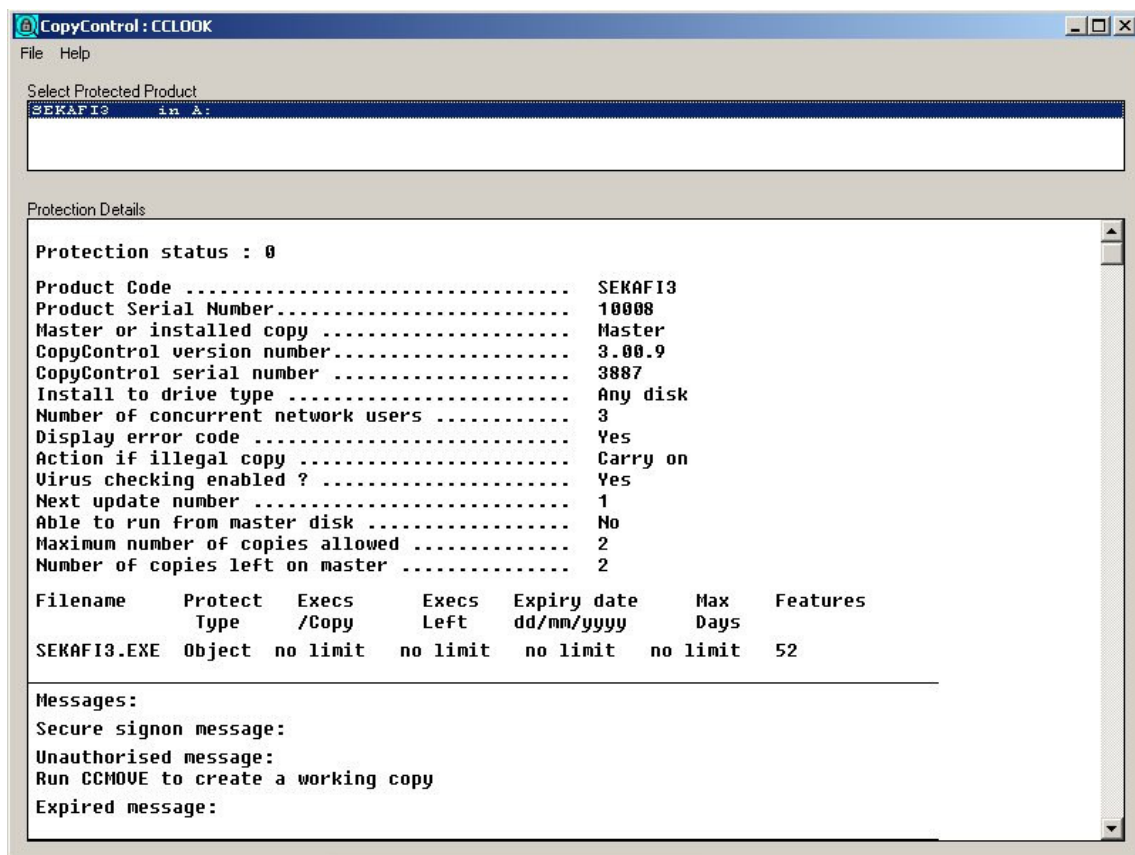 CopyControl : CCLOOK
File Help
Select Protected Product
SEKAFI3 in A:
Protection Details
Protection status : 0
Product Code .................................. SEKAFI3
Product Serial Number.......................... 10008
Master or installed copy ...................... Master
CopyControl version number..................... 3.00.9
CopyControl serial number ..................... 3887
Install to drive type ......................... Any disk
Number of concurrent network users ............ 3
Display error code ............................ Yes
Action if illegal copy ........................ Carry on
Virus checking enabled ? ...................... Yes
Next update number ............................ 1
Able to run from master disk .................. No
Maximum number of copies allowed .............. 2
Number of copies left on master ............... 2
Filename Protect Execs Execs Expiry date Max Features
Type /Copy Left dd/mm/yyyy Days
SEKAFI3.EXE Object no limit no limit no limit no limit 52
Messages:
Secure signon message:
Unauthorised message:
Run CCMOVE to create a working copy
Expired message: